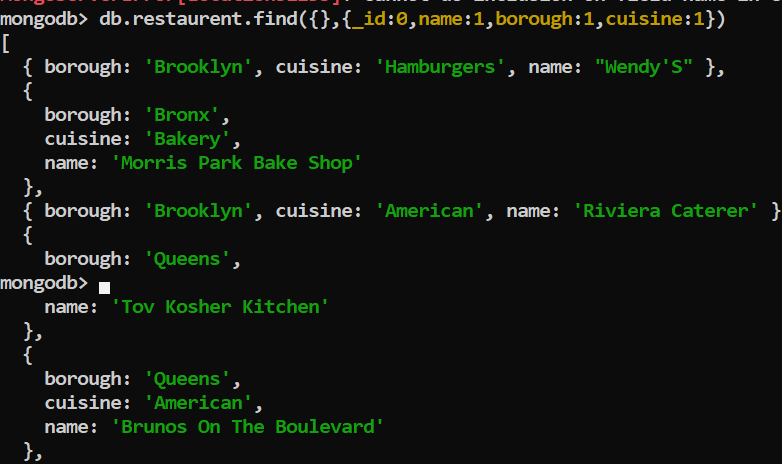 mongodb> db.restaurent.find({},{_id:0,name:1,borough:1,cuisine:1})
[
  { borough: 'Brooklyn', cuisine: 'Hamburgers', name: "Wendy'S" },
  {
    borough: 'Bronx',
    cuisine: 'Bakery',
    name: 'Morris Park Bake Shop'
  },
  { borough: 'Brooklyn', cuisine: 'American', name: 'Riviera Caterer' }
  {
    borough: 'Queens',
mongodb>
    name: 'Tov Kosher Kitchen'
  },
  {
    borough: 'Queens',
    cuisine: 'American',
    name: 'Brunos On The Boulevard'
  },